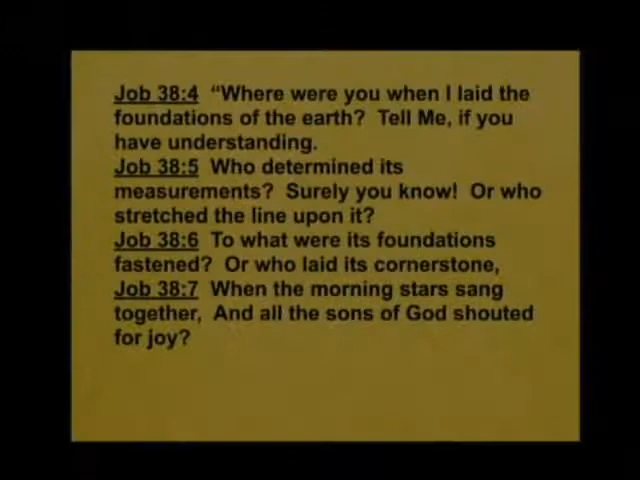 Job 38:4  “Where were you when I laid the
foundations of the earth?  Tell Me, if you
have understanding.
Job 38:5  Who determined its
measurements?  Surely you know!  Or who
stretched the line upon it?
Job 38:6  To what were its foundations
fastened?  Or who laid its cornerstone,
Job 38:7  When the morning stars sang
together,  And all the sons of God shouted
for joy?